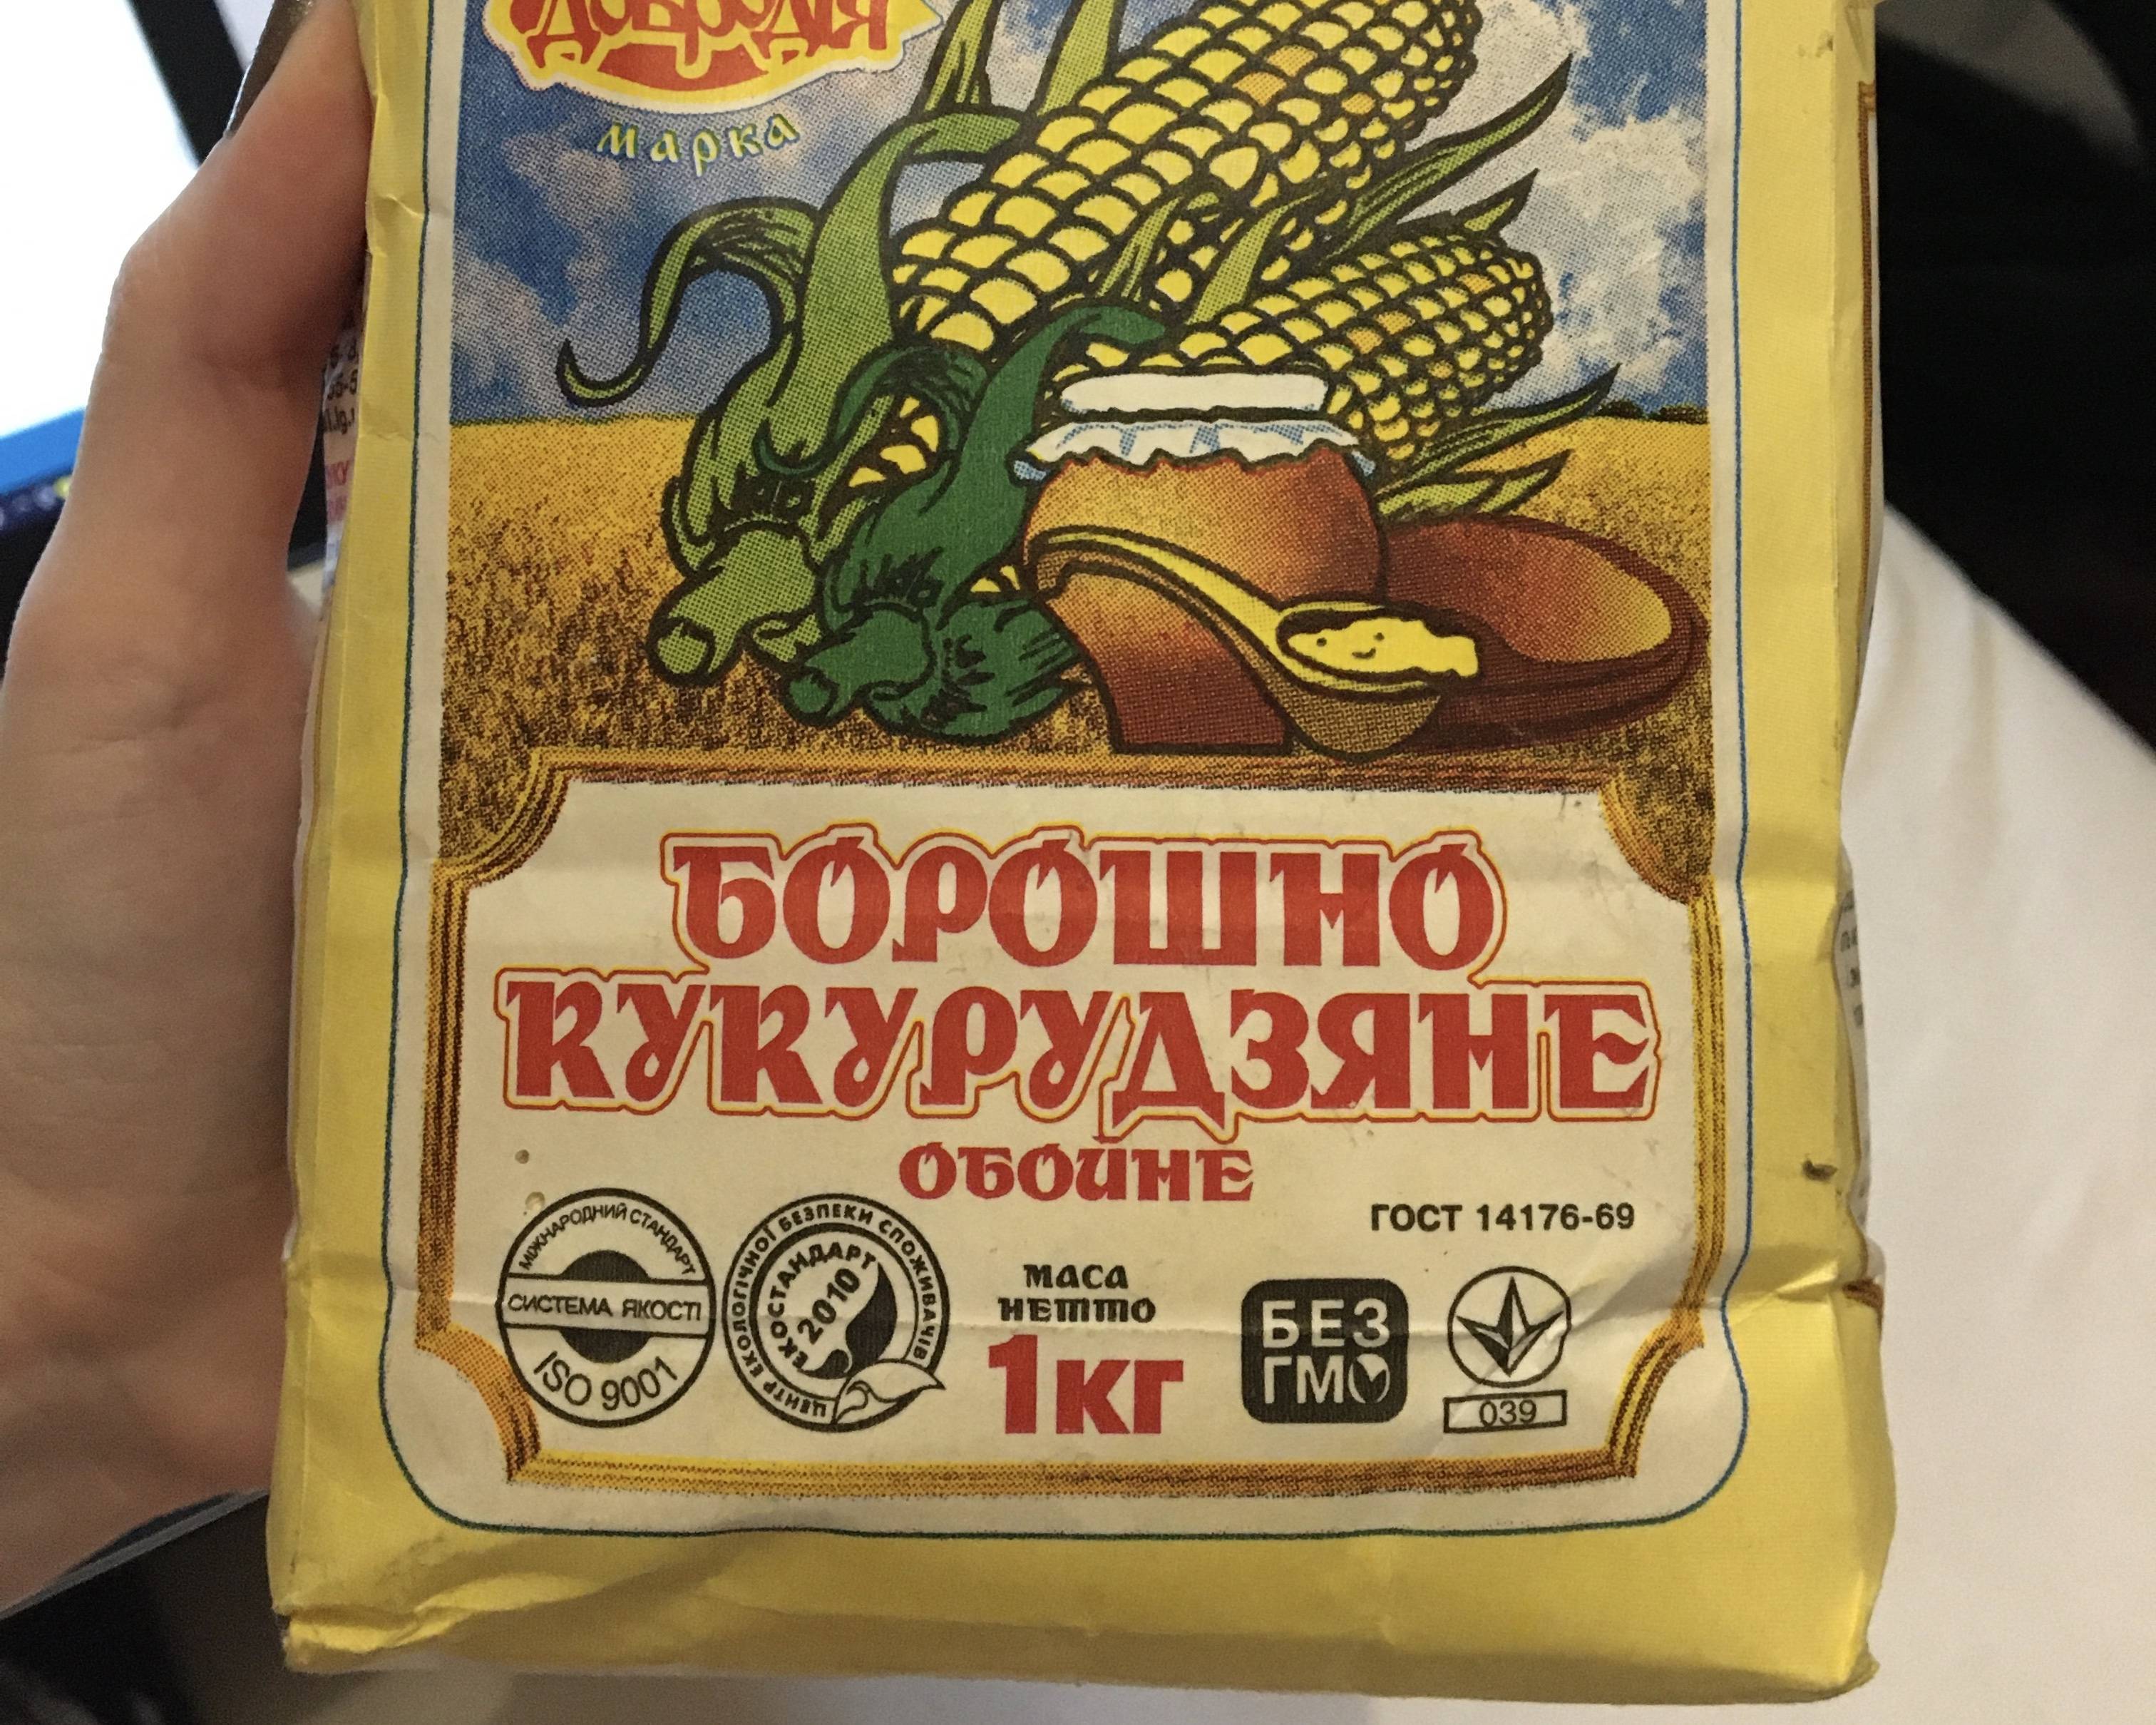 Добродія
марка
БОРОШНО
КУКУРУДЗЯНЕ
ОБОЙНЕ
ГОСТ 14176-69
МІЖНАРОДНИЙ СТАНДАРТ
СИСТЕМА ЯКОСТІ
ISO 9001
ЦЕНТР ЕКОЛОГІЧНОЇ БЕЗПЕКИ СПОЖИВАЧІВ
ЕКОСТАНДАРТ
2010
МАСА
НЕТТО
1КГ
БЕЗ
ГМО
039